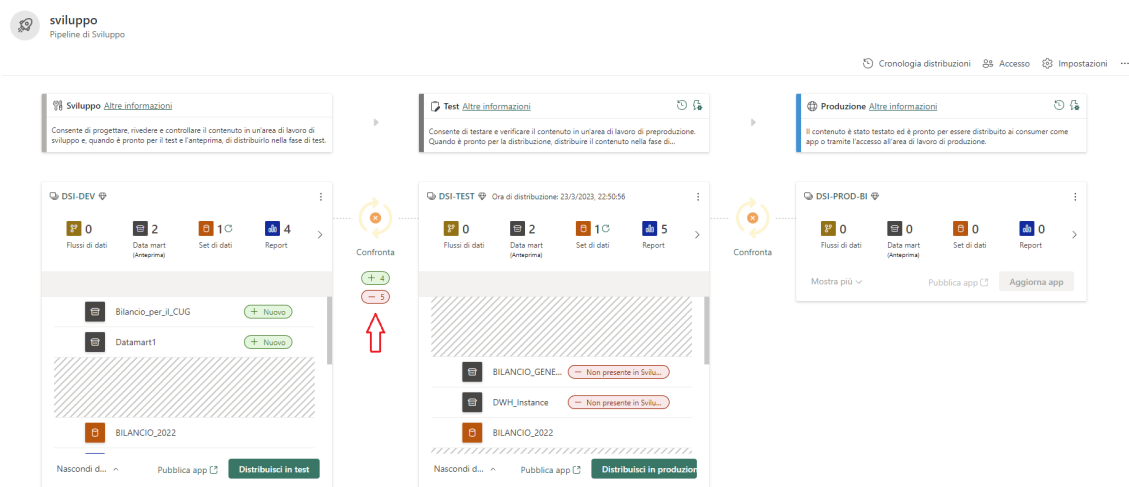 sviluppo
Pipeline di Sviluppo
Cronologia distribuzioni
Accesso
Impostazioni
Sviluppo Altre informazioni
Consente di progettare, rivedere e controllare il contenuto in un'area di lavoro di
sviluppo e, quando è pronto per il test e l'anteprima, di distribuirlo nella fase di test.
Test Altre informazioni
Consente di testare e verificare il contenuto in un'area di lavoro di preproduzione.
Quando è pronto per la distribuzione, distribuire il contenuto nella fase di...
Produzione Altre informazioni
Il contenuto è stato testato ed è pronto per essere distribuito ai consumer come
app o tramite l'accesso all'area di lavoro di produzione.
DSI-DEV
0
Flussi di dati
2
Data mart
(Anteprima)
1
Set di dati
4
Report
Bilancio_per_il_CUG
+ Nuovo
Datamart1
+ Nuovo
BILANCIO_2022
Nascondi d...
Pubblica app
Distribuisci in test
Confronta
+ 4
− 5
DSI-TEST Ora di distribuzione: 23/3/2023, 22:50:56
0
Flussi di dati
2
Data mart
(Anteprima)
1
Set di dati
5
Report
BILANCIO_GENE...
− Non presente in Svilu...
DWH_Instance
− Non presente in Svilu...
BILANCIO_2022
Nascondi d...
Pubblica app
Distribuisci in produzion
Confronta
DSI-PROD-BI
0
Flussi di dati
0
Data mart
(Anteprima)
0
Set di dati
0
Report
Mostra più
Pubblica app
Aggiorna app